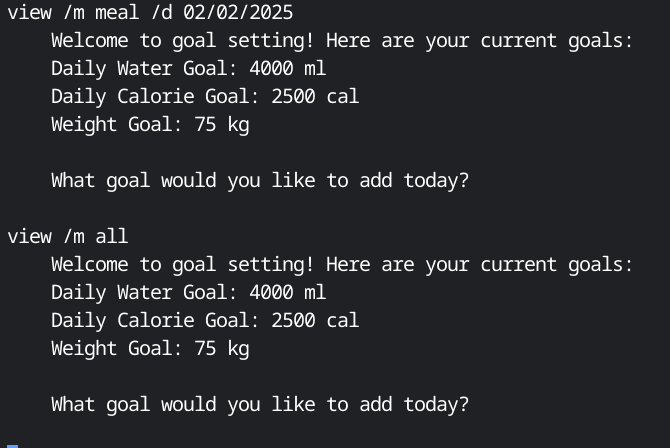 view /m meal /d 02/02/2025
Welcome to goal setting! Here are your current goals:
Daily Water Goal: 4000 ml
Daily Calorie Goal: 2500 cal
Weight Goal: 75 kg
What goal would you like to add today?
view /m all
Welcome to goal setting! Here are your current goals:
Daily Water Goal: 4000 ml
Daily Calorie Goal: 2500 cal
Weight Goal: 75 kg
What goal would you like to add today?